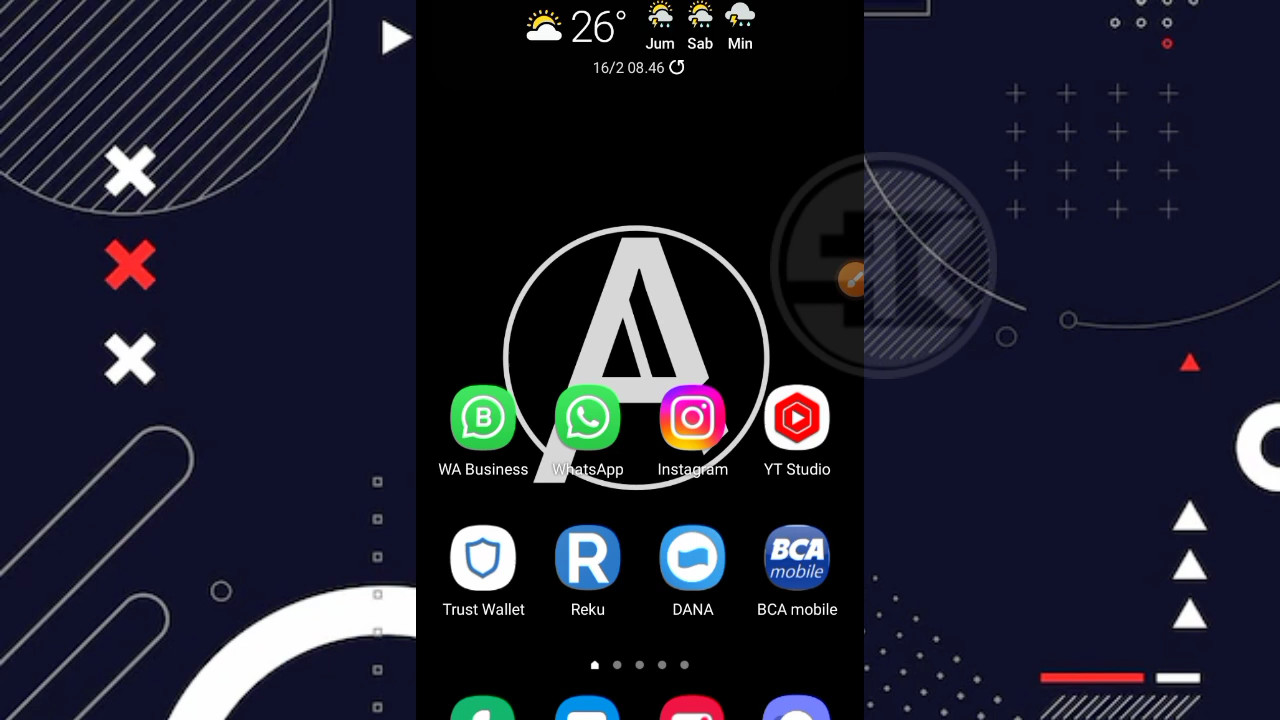 26°
Jum Sab Min
16/2 08.46
WA Business WhatsApp Instagram YT Studio
BCA
mobile
Trust Wallet Reku DANA BCA mobile